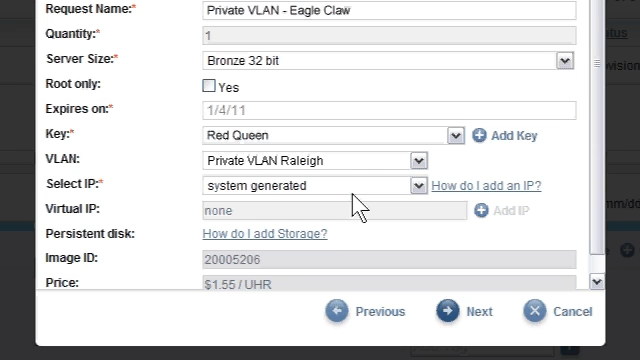 Request Name:* Private VLAN - Eagle Claw
Quantity:* 1
Server Size:* Bronze 32 bit
Root only: Yes
Expires on:* 1/4/11
Key:* Red Queen Add Key
VLAN: Private VLAN Raleigh
Select IP:* system generated How do I add an IP?
Virtual IP: none Add IP
Persistent disk: How do I add Storage?
Image ID: 20005206
Price: $1.55 / UHR
Previous Next Cancel